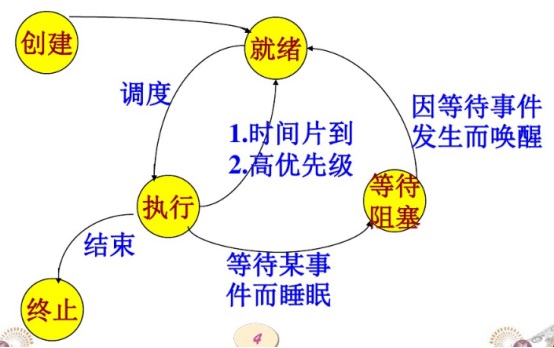 创建
就绪
调度
因等待事件
发生而唤醒
1.时间片到
2.高优先级
等待
阻塞
执行
结束
等待某事
件而睡眠
终止
4